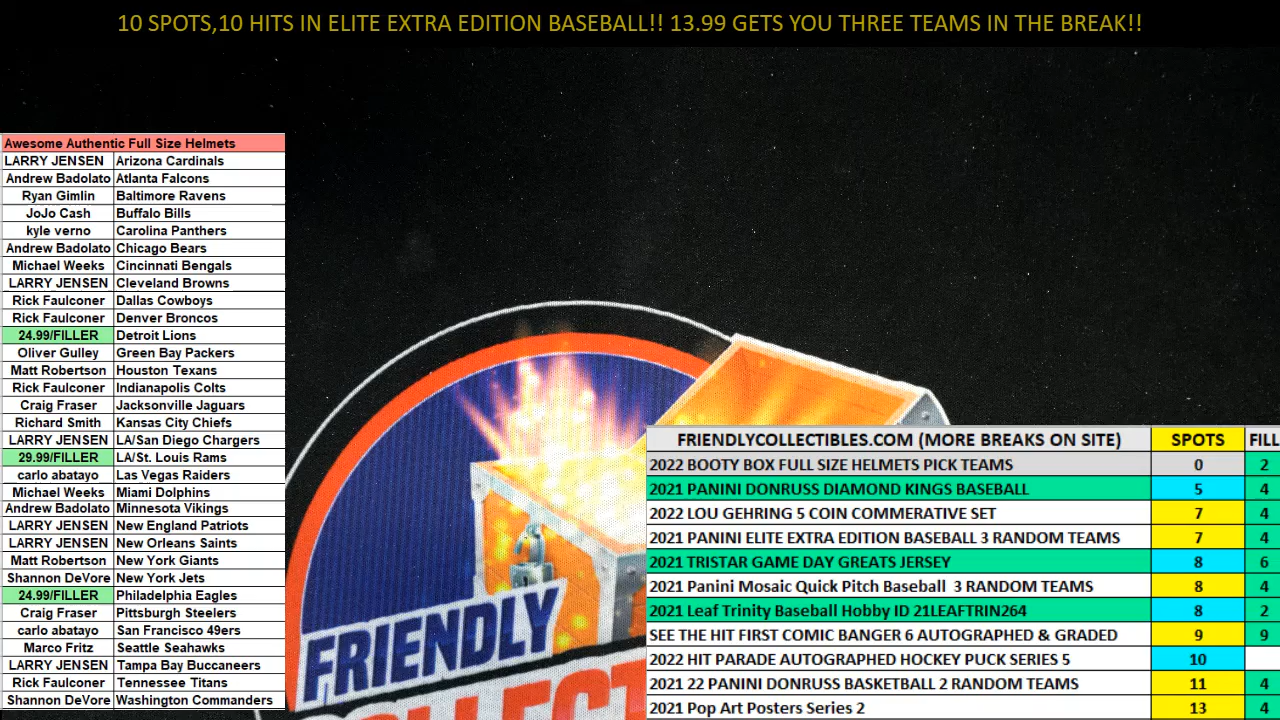 10 SPOTS,10 HITS IN ELITE EXTRA EDITION BASEBALL!! 13.99 GETS YOU THREE TEAMS IN THE BREAK!!
Awesome Authentic Full Size Helmets
LARRY JENSEN Arizona Cardinals
Andrew Badolato Atlanta Falcons
Ryan Gimlin Baltimore Ravens
JoJo Cash Buffalo Bills
kyle verno Carolina Panthers
Andrew Badolato Chicago Bears
Michael Weeks Cincinnati Bengals
LARRY JENSEN Cleveland Browns
Rick Faulconer Dallas Cowboys
Rick Faulconer Denver Broncos
24.99/FILLER Detroit Lions
Oliver Gulley Green Bay Packers
Matt Robertson Houston Texans
Rick Faulconer Indianapolis Colts
Craig Fraser Jacksonville Jaguars
Richard Smith Kansas City Chiefs
LARRY JENSEN LA/San Diego Chargers
29.99/FILLER LA/St. Louis Rams
carlo abatayo Las Vegas Raiders
Michael Weeks Miami Dolphins
Andrew Badolato Minnesota Vikings
LARRY JENSEN New England Patriots
LARRY JENSEN New Orleans Saints
Matt Robertson New York Giants
Shannon DeVore New York Jets
24.99/FILLER Philadelphia Eagles
Craig Fraser Pittsburgh Steelers
carlo abatayo San Francisco 49ers
Marco Fritz Seattle Seahawks
LARRY JENSEN Tampa Bay Buccaneers
Rick Faulconer Tennessee Titans
Shannon DeVore Washington Commanders
FRIENDLY
COLLECT
FRIENDLYCOLLECTIBLES.COM (MORE BREAKS ON SITE) SPOTS FILL
2022 BOOTY BOX FULL SIZE HELMETS PICK TEAMS 0 2
2021 PANINI DONRUSS DIAMOND KINGS BASEBALL 5 4
2022 LOU GEHRING 5 COIN COMMERATIVE SET 7 4
2021 PANINI ELITE EXTRA EDITION BASEBALL 3 RANDOM TEAMS 7 4
2021 TRISTAR GAME DAY GREATS JERSEY 8 6
2021 Panini Mosaic Quick Pitch Baseball 3 RANDOM TEAMS 8 4
2021 Leaf Trinity Baseball Hobby ID 21LEAFTRIN264 8 2
SEE THE HIT FIRST COMIC BANGER 6 AUTOGRAPHED & GRADED 9 9
2022 HIT PARADE AUTOGRAPHED HOCKEY PUCK SERIES 5 10
2021 22 PANINI DONRUSS BASKETBALL 2 RANDOM TEAMS 11 4
2021 Pop Art Posters Series 2 13 4